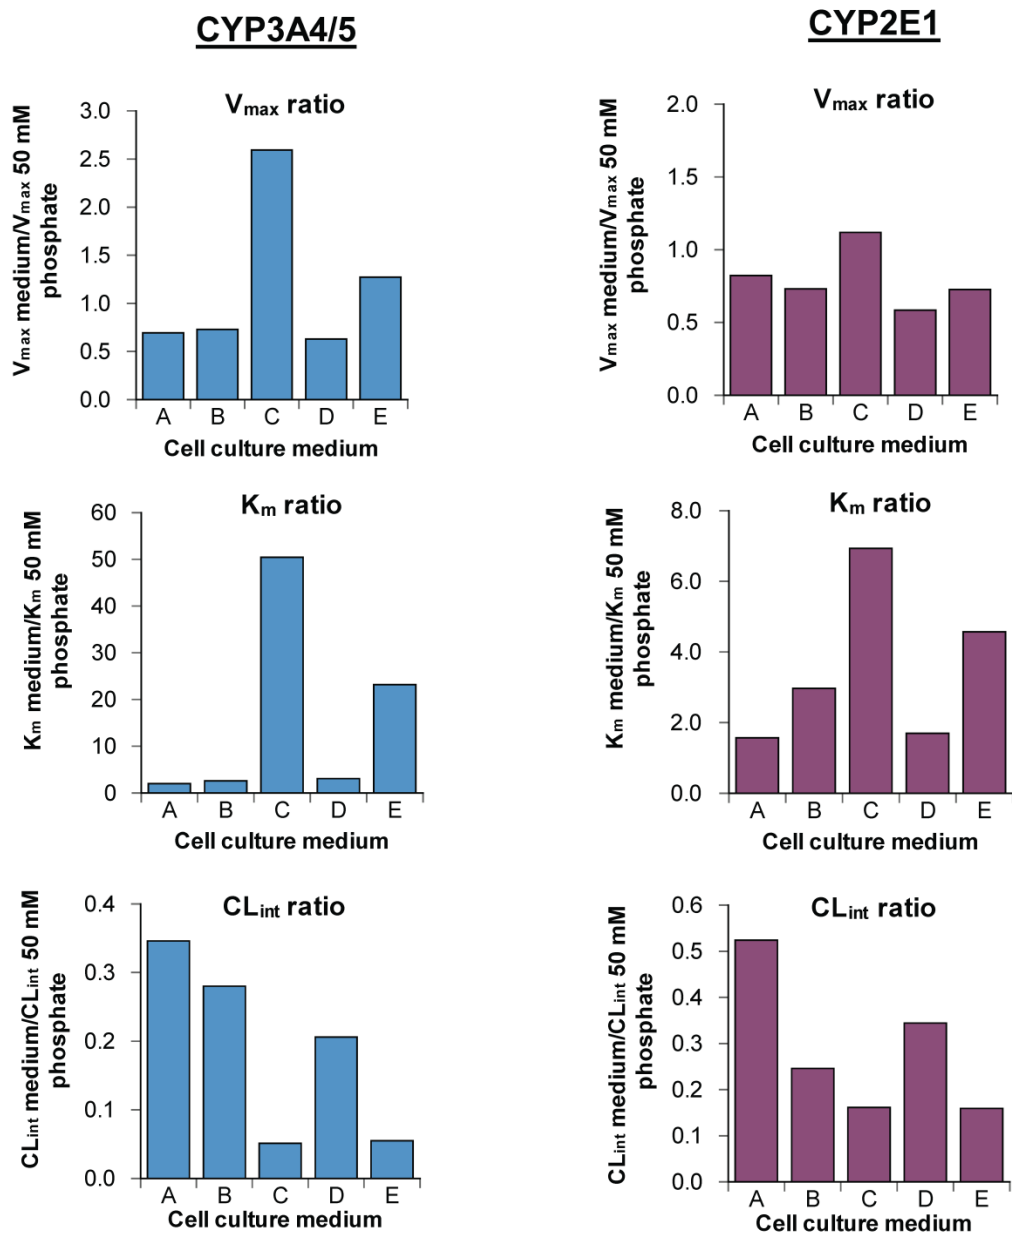 CYP3A4/5
CYP2E1
Vmax ratio
Vmax medium/Vmax 50 mM
phosphate
3.0
2.5
2.0
1.5
1.0
0.5
0.0
A B C D E
Cell culture medium
Vmax ratio
Vmax medium/Vmax 50 mM
phosphate
2.0
1.5
1.0
0.5
0.0
A B C D E
Cell culture medium
Km ratio
Km medium/Km 50 mM
phosphate
60
50
40
30
20
10
0
A B C D E
Cell culture medium
Km ratio
Km medium/Km 50 mM
phosphate
8.0
6.0
4.0
2.0
0.0
A B C D E
Cell culture medium
CLint ratio
CLint medium/CLint 50 mM
phosphate
0.4
0.3
0.2
0.1
0.0
A B C D E
Cell culture medium
CLint ratio
CLint medium/CLint 50 mM
phosphate
0.6
0.5
0.4
0.3
0.2
0.1
0.0
A B C D E
Cell culture medium